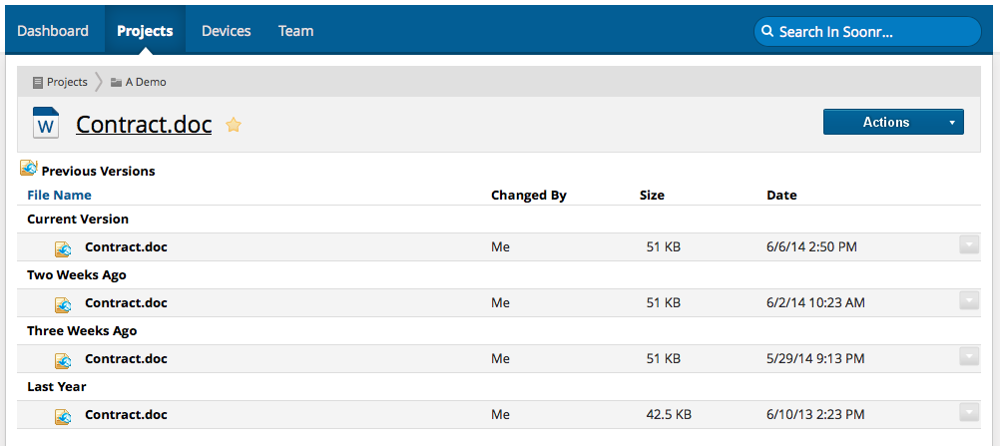 Dashboard Projects Devices Team Search In Soonr...
Projects A Demo
W Contract.doc Actions
Previous Versions
File Name Changed By Size Date
Current Version
Contract.doc Me 51 KB 6/6/14 2:50 PM
Two Weeks Ago
Contract.doc Me 51 KB 6/2/14 10:23 AM
Three Weeks Ago
Contract.doc Me 51 KB 5/29/14 9:13 PM
Last Year
Contract.doc Me 42.5 KB 6/10/13 2:23 PM